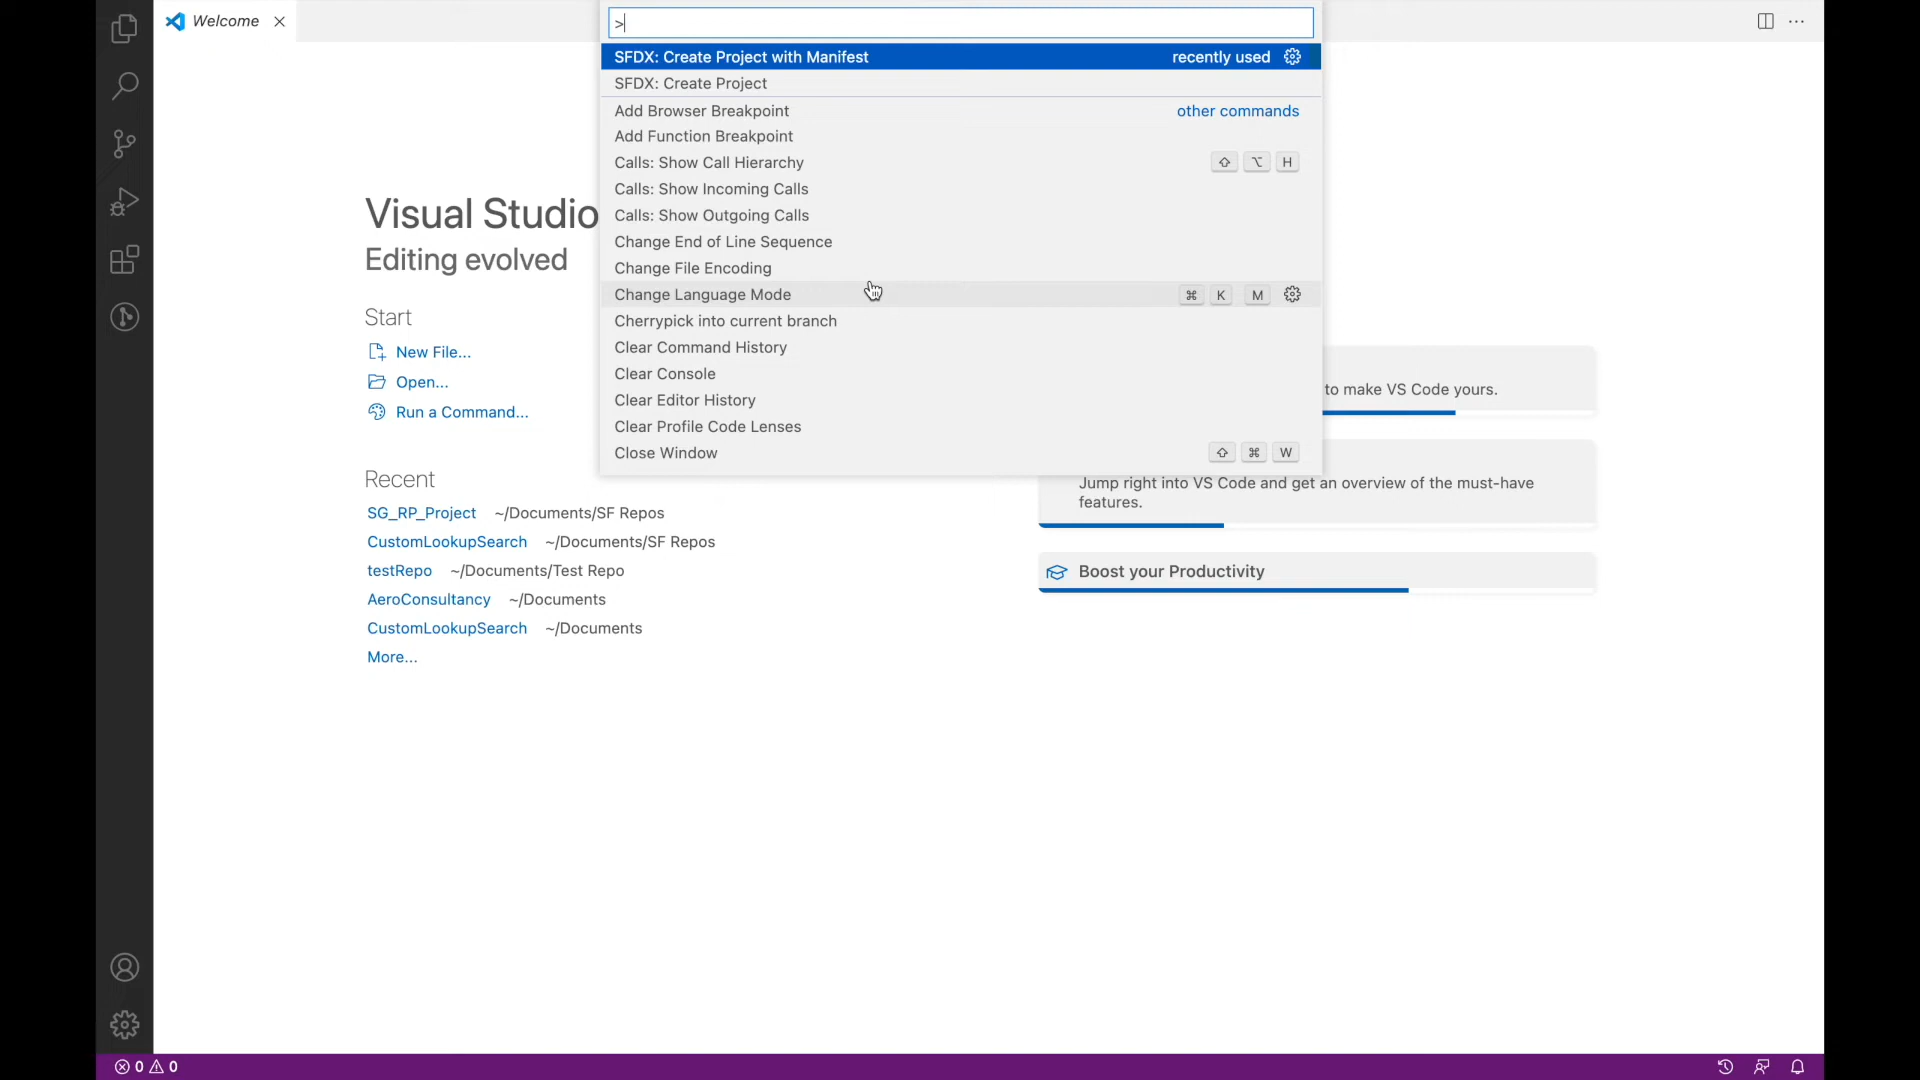 Welcome
>
SFDX: Create Project with Manifest recently used
SFDX: Create Project
Add Browser Breakpoint other commands
Add Function Breakpoint
Calls: Show Call Hierarchy ⇧ ⌥ H
Calls: Show Incoming Calls
Calls: Show Outgoing Calls
Change End of Line Sequence
Change File Encoding
Change Language Mode ⌘ K M
Cherrypick into current branch
Clear Command History
Clear Console
Clear Editor History
Clear Profile Code Lenses
Close Window ⇧ ⌘ W
Visual Studio
Editing evolved
Start
New File...
Open...
Run a Command...
Recent
SG_RP_Project ~/Documents/SF Repos
CustomLookupSearch ~/Documents/SF Repos
testRepo ~/Documents/Test Repo
AeroConsultancy ~/Documents
CustomLookupSearch ~/Documents
More...
to make VS Code yours.
Jump right into VS Code and get an overview of the must-have
features.
Boost your Productivity
0 0